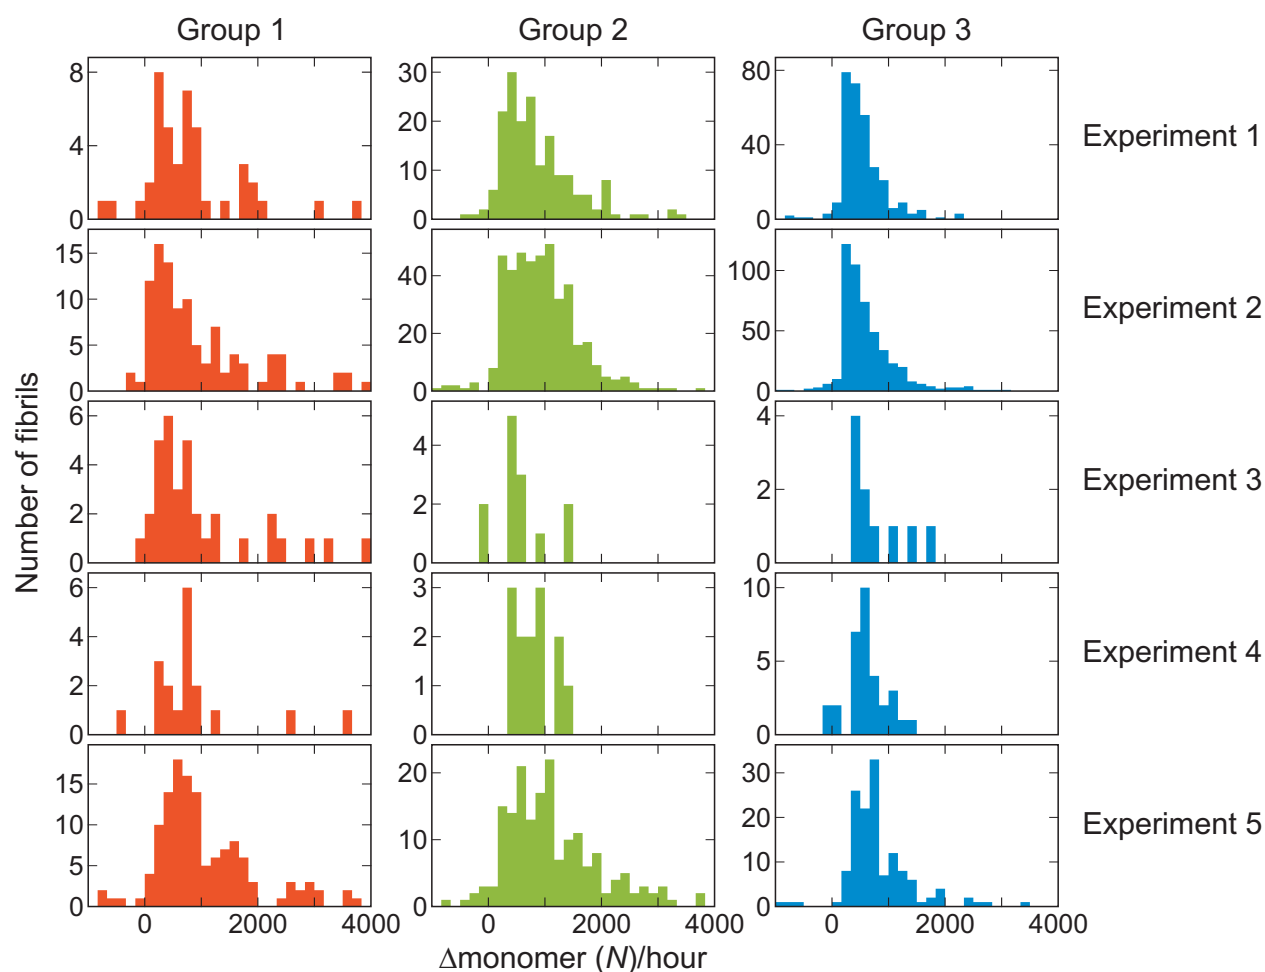 Group 1 Group 2 Group 3
8 4 0 30 20 10 0 80 40 0 Experiment 1
15 10 5 0 40 20 0 100 50 0 Experiment 2
6 4 2 0 4 2 0 4 2 0 Experiment 3
6 4 2 0 3 2 1 0 10 5 0 Experiment 4
15 10 5 0 20 10 0 30 20 10 0 Experiment 5
0 2000 4000 0 2000 4000 0 2000 4000
Number of fibrils
Δmonomer (N)/hour